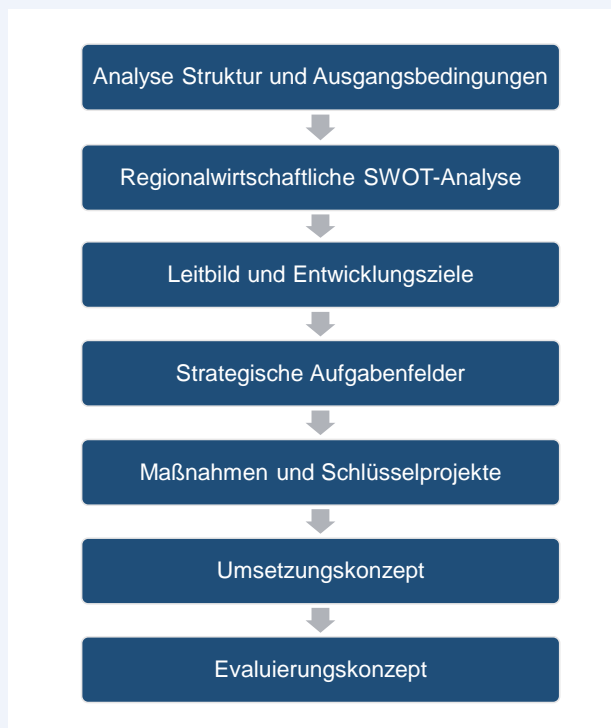 Analyse Struktur und Ausgangsbedingungen
Regionalwirtschaftliche SWOT-Analyse
Leitbild und Entwicklungsziele
Strategische Aufgabenfelder
Maßnahmen und Schlüsselprojekte
Umsetzungskonzept
Evaluierungskonzept